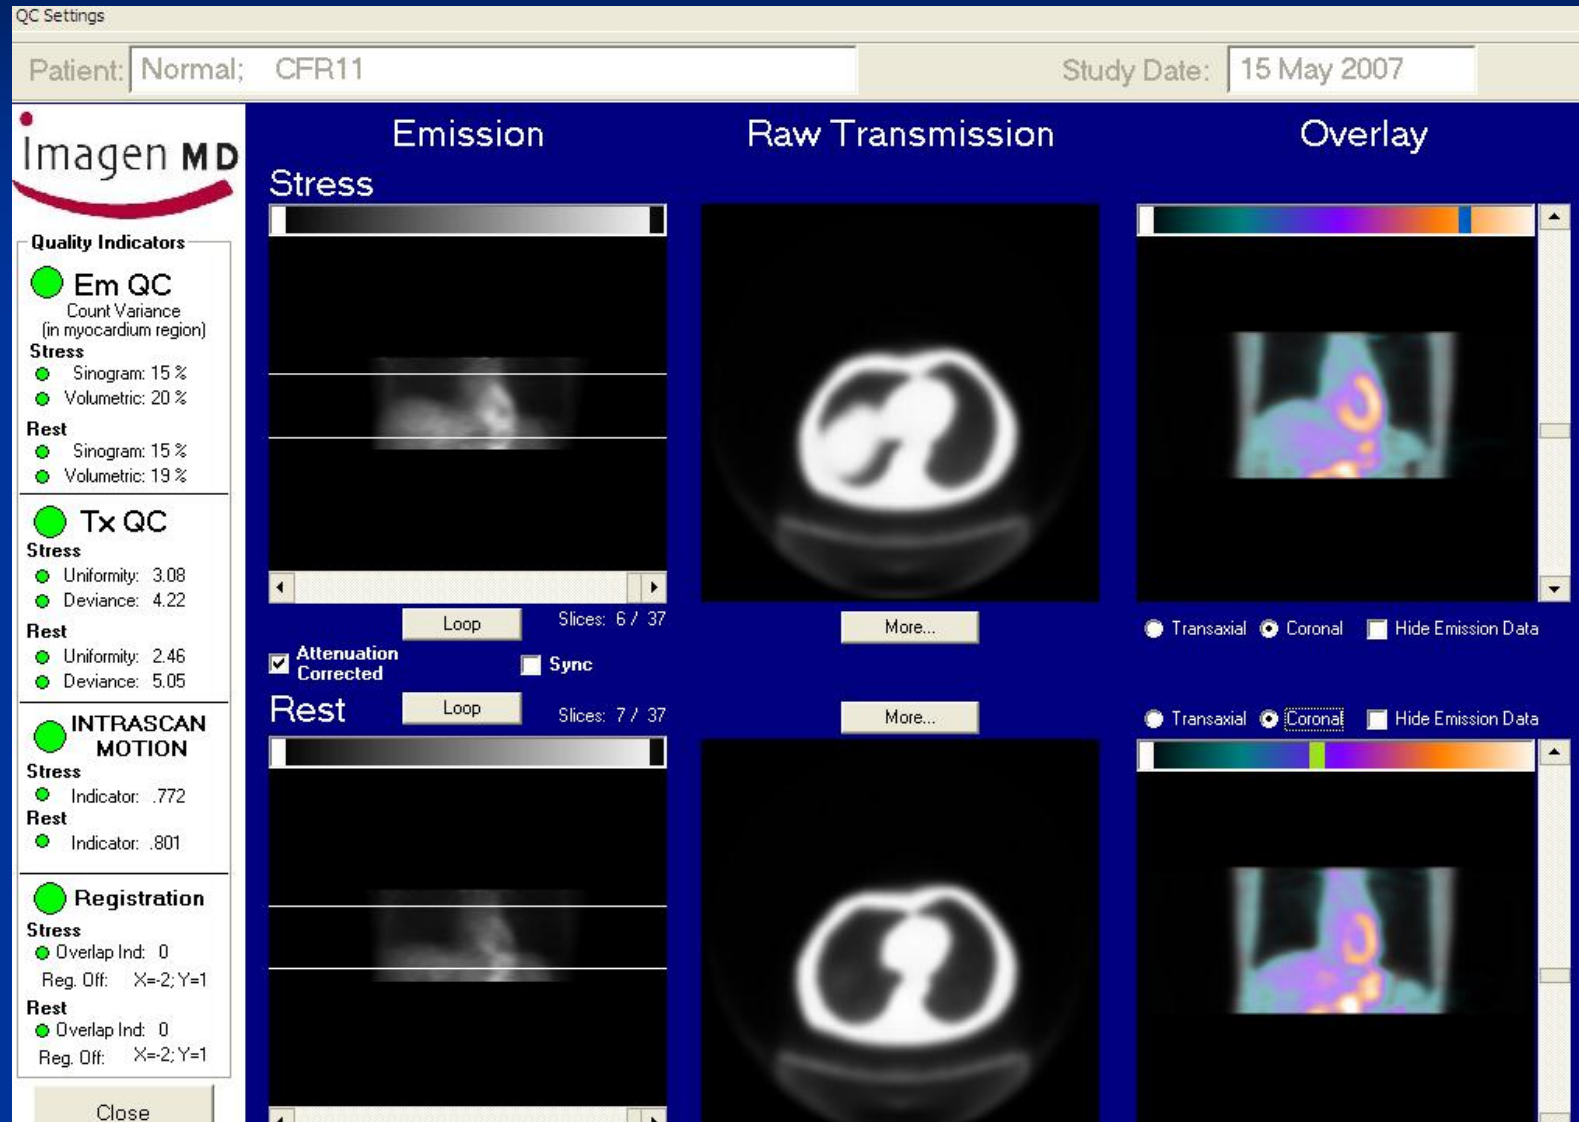 QC Settings
Patient: Normal; CFR11
Study Date: 15 May 2007
imagen MD
Quality Indicators
Em QC
Count Variance
(in myocardium region)
Stress
Sinogram: 15 %
Volumetric: 20 %
Rest
Sinogram: 15 %
Volumetric: 19 %
Tx QC
Stress
Uniformity: 3.08
Deviance: 4.22
Rest
Uniformity: 2.46
Deviance: 5.05
INTRASCAN
MOTION
Stress
Indicator: .772
Rest
Indicator: .801
Registration
Stress
Overlap Ind: 0
Reg. Off: X=-2; Y=1
Rest
Overlap Ind: 0
Reg. Off: X=-2; Y=1
Close
Emission
Raw Transmission
Overlay
Stress
Loop
Slices: 6 / 37
More...
Transaxial Coronal Hide Emission Data
Attenuation
Corrected
Sync
Rest
Loop
Slices: 7 / 37
More...
Transaxial Coronal Hide Emission Data